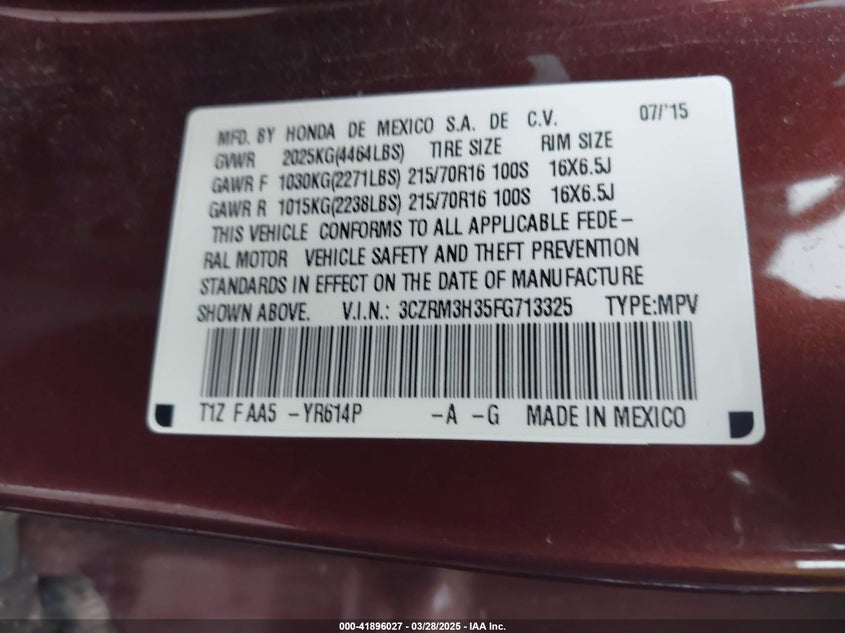 MFD. BY HONDA DE MEXICO S.A. DE C.V. 07/'15
GVWR 2025KG(4464LBS) TIRE SIZE RIM SIZE
GAWR F 1030KG(2271LBS) 215/70R16 100S 16X6.5J
GAWR R 1015KG(2238LBS) 215/70R16 100S 16X6.5J
THIS VEHICLE CONFORMS TO ALL APPLICABLE FEDE-
RAL MOTOR VEHICLE SAFETY AND THEFT PREVENTION
STANDARDS IN EFFECT ON THE DATE OF MANUFACTURE
SHOWN ABOVE. V.I.N.: 3CZRM3H35FG713325 TYPE:MPV
T1Z FAA5 -YR614P -A -G MADE IN MEXICO
000-41896027 | 03/28/2025 - IAA Inc.